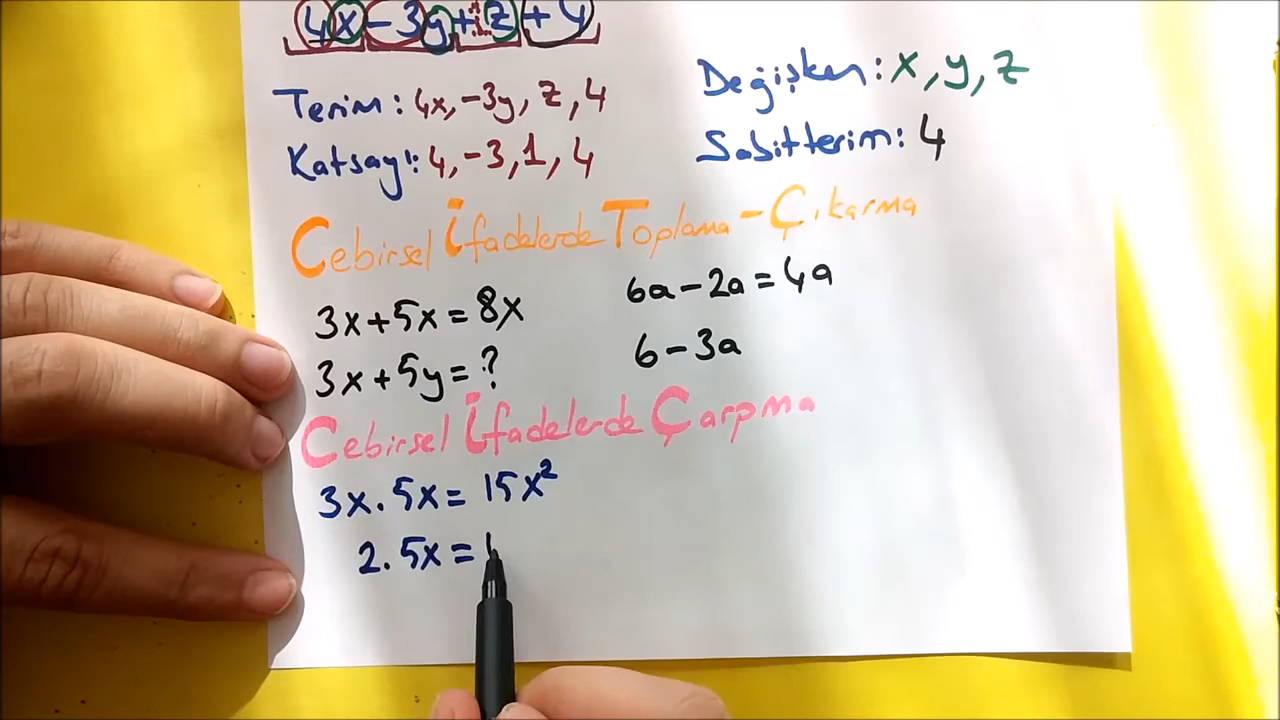 4x-3y+1z+4
Terim: 4x, -3y, z, 4
Katsayı: 4, -3, 1, 4
Değişken: x, y, z
Sabit terim: 4
Cebirsel İfadelerde Toplama - Çıkarma
3x+5x=8x
3x+5y=?
6a-2a=4a
6-3a
Cebirsel İfadelerde Çarpma
3x.5x=15x²
2.5x=1